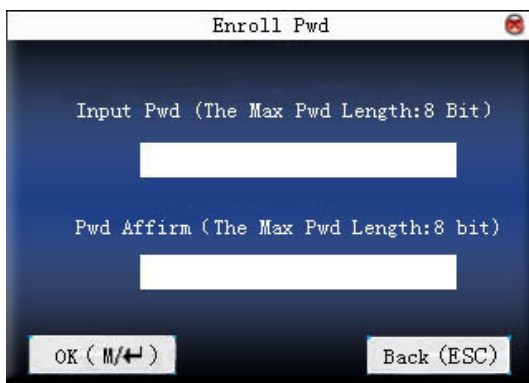 Enroll Pwd
Input Pwd (The Max Pwd Length:8 Bit)
Pwd Affirm (The Max Pwd Length:8 bit)
OK ( M/↵ )
Back (ESC)